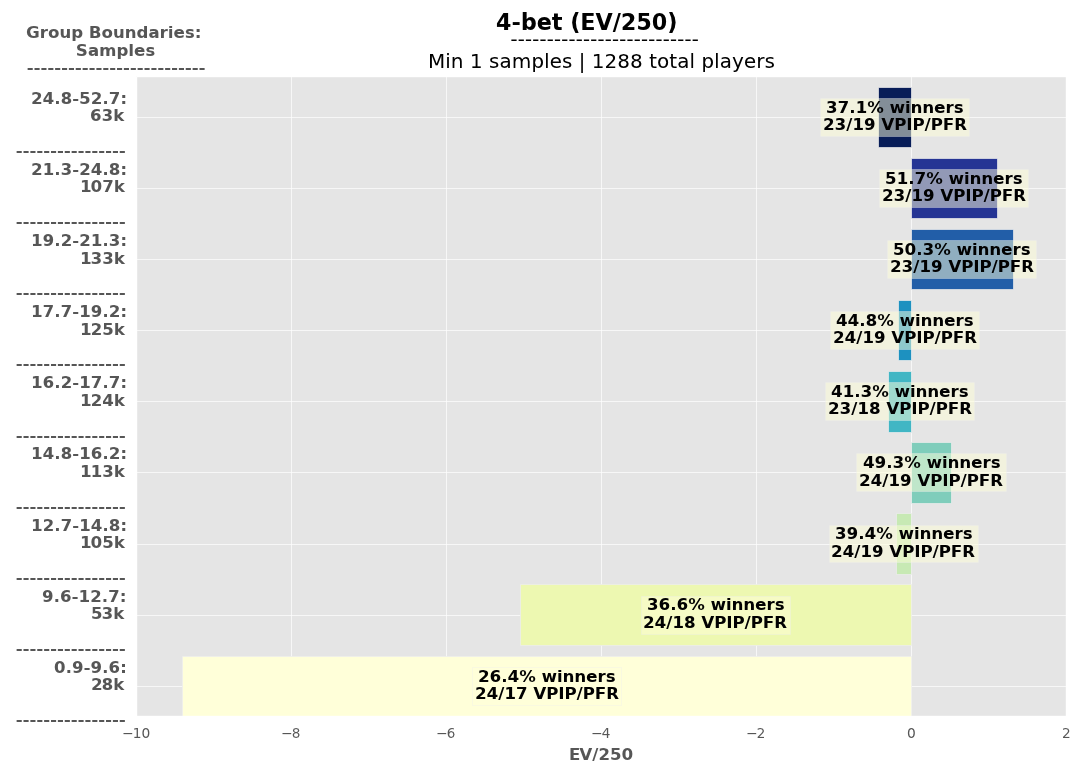 4-bet (EV/250)
-------------------------
Min 1 samples | 1288 total players
Group Boundaries:
Samples
--------------------------
24.8-52.7:
63k
37.1% winners
23/19 VPIP/PFR
----------------
21.3-24.8:
107k
51.7% winners
23/19 VPIP/PFR
----------------
19.2-21.3:
133k
50.3% winners
23/19 VPIP/PFR
----------------
17.7-19.2:
125k
44.8% winners
24/19 VPIP/PFR
----------------
16.2-17.7:
124k
41.3% winners
23/18 VPIP/PFR
----------------
14.8-16.2:
113k
49.3% winners
24/19 VPIP/PFR
----------------
12.7-14.8:
105k
39.4% winners
24/19 VPIP/PFR
----------------
9.6-12.7:
53k
36.6% winners
24/18 VPIP/PFR
----------------
0.9-9.6:
28k
26.4% winners
24/17 VPIP/PFR
----------------
−10 −8 −6 −4 −2 0 2
EV/250